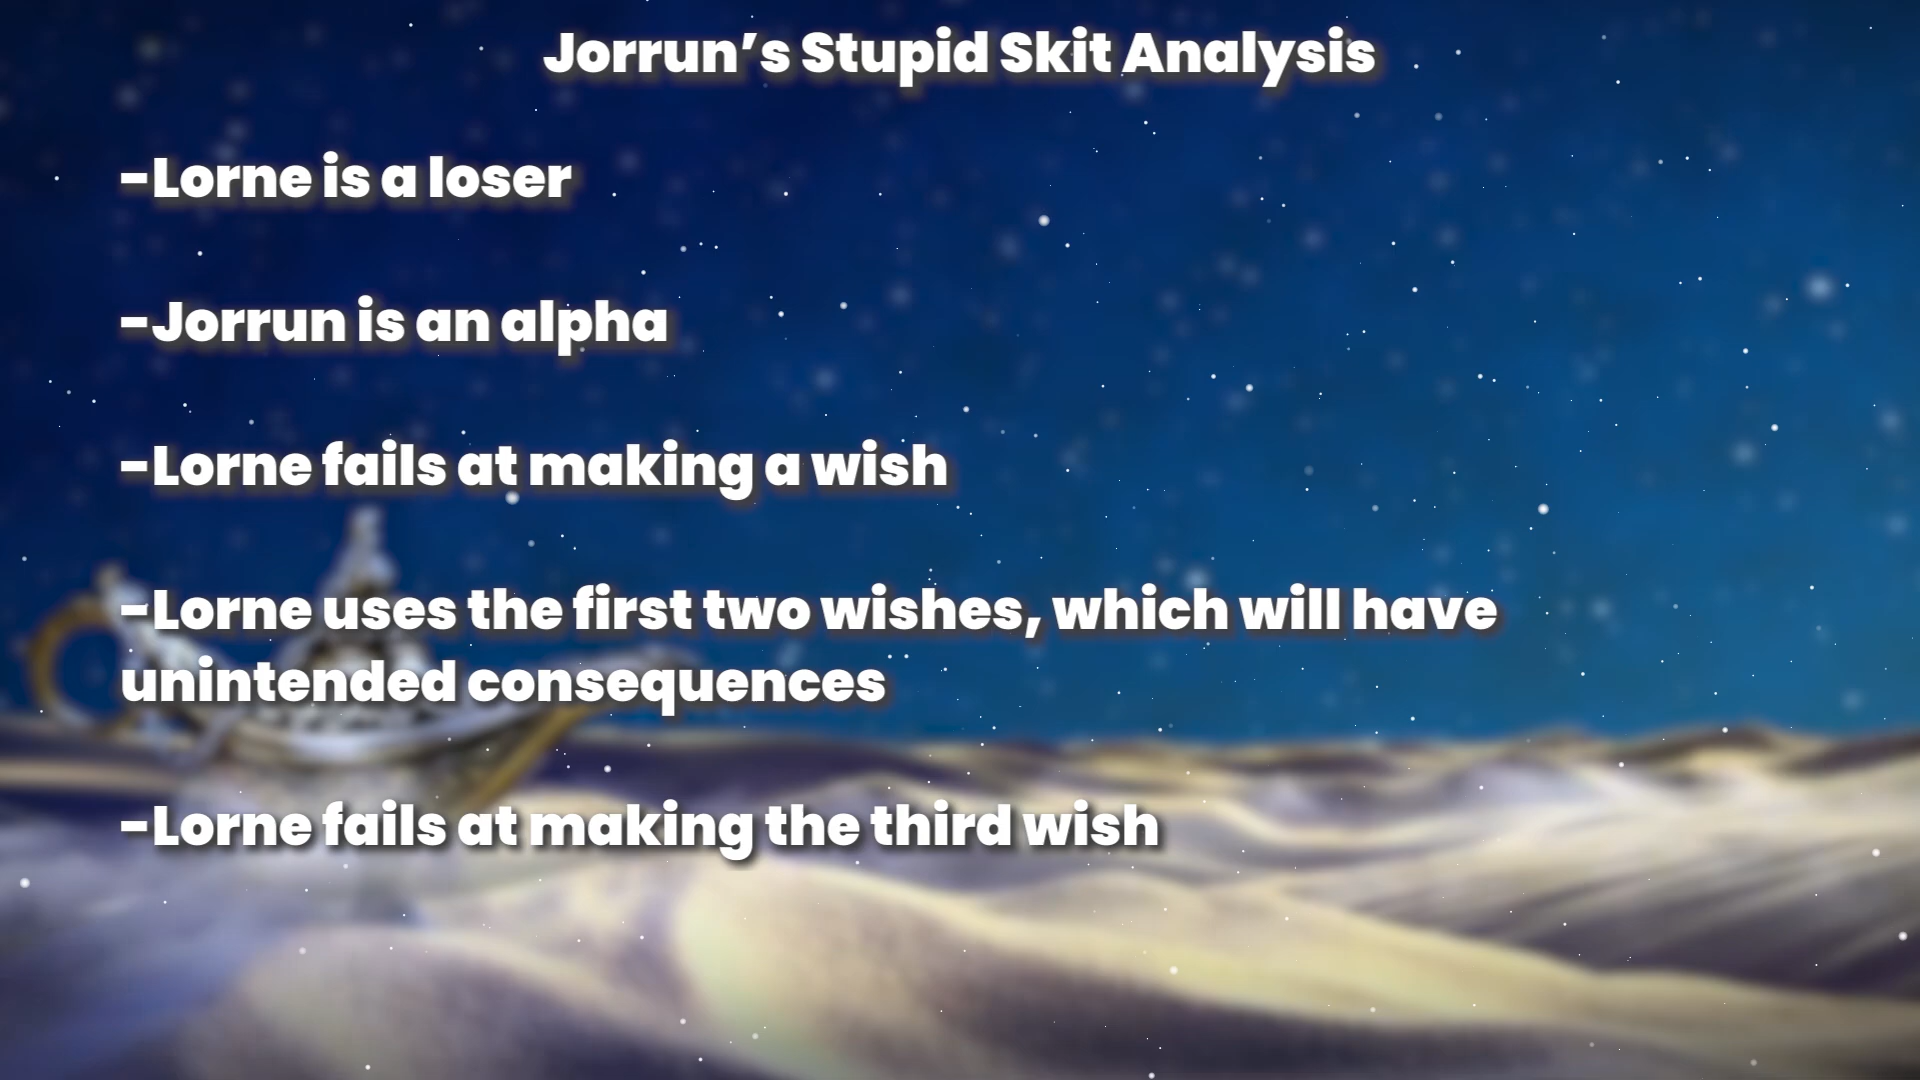 Jorrun’s Stupid Skit Analysis
-Lorne is a loser
-Jorrun is an alpha
-Lorne fails at making a wish
-Lorne uses the first two wishes, which will have
unintended consequences
-Lorne fails at making the third wish